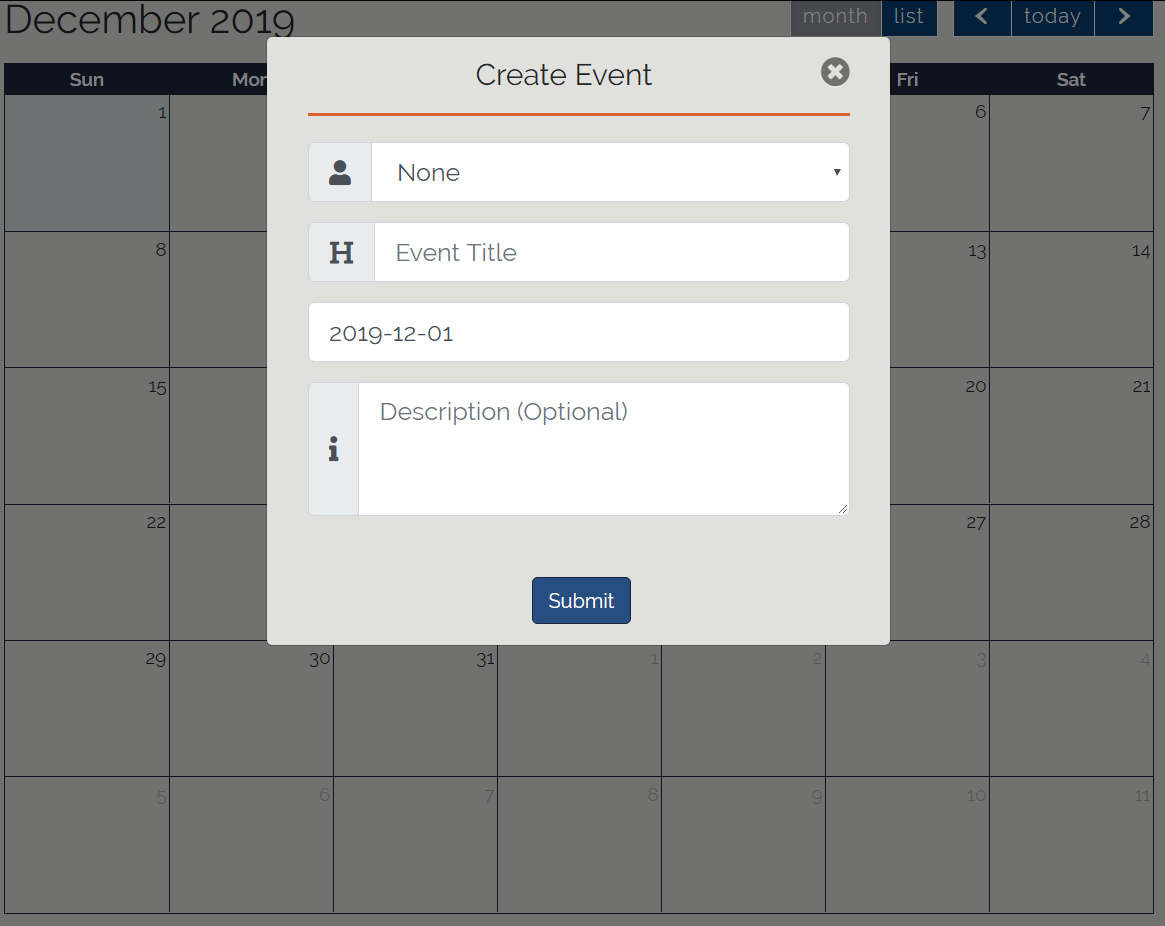 December 2019
month list today
Sun Mon Fri Sat
1 6 7
8 13 14
15 20 21
22 27 28
29 30 31 1 2 3 4
5 6 7 8 9 10 11
Create Event
None
H Event Title
2019-12-01
i Description (Optional)
Submit